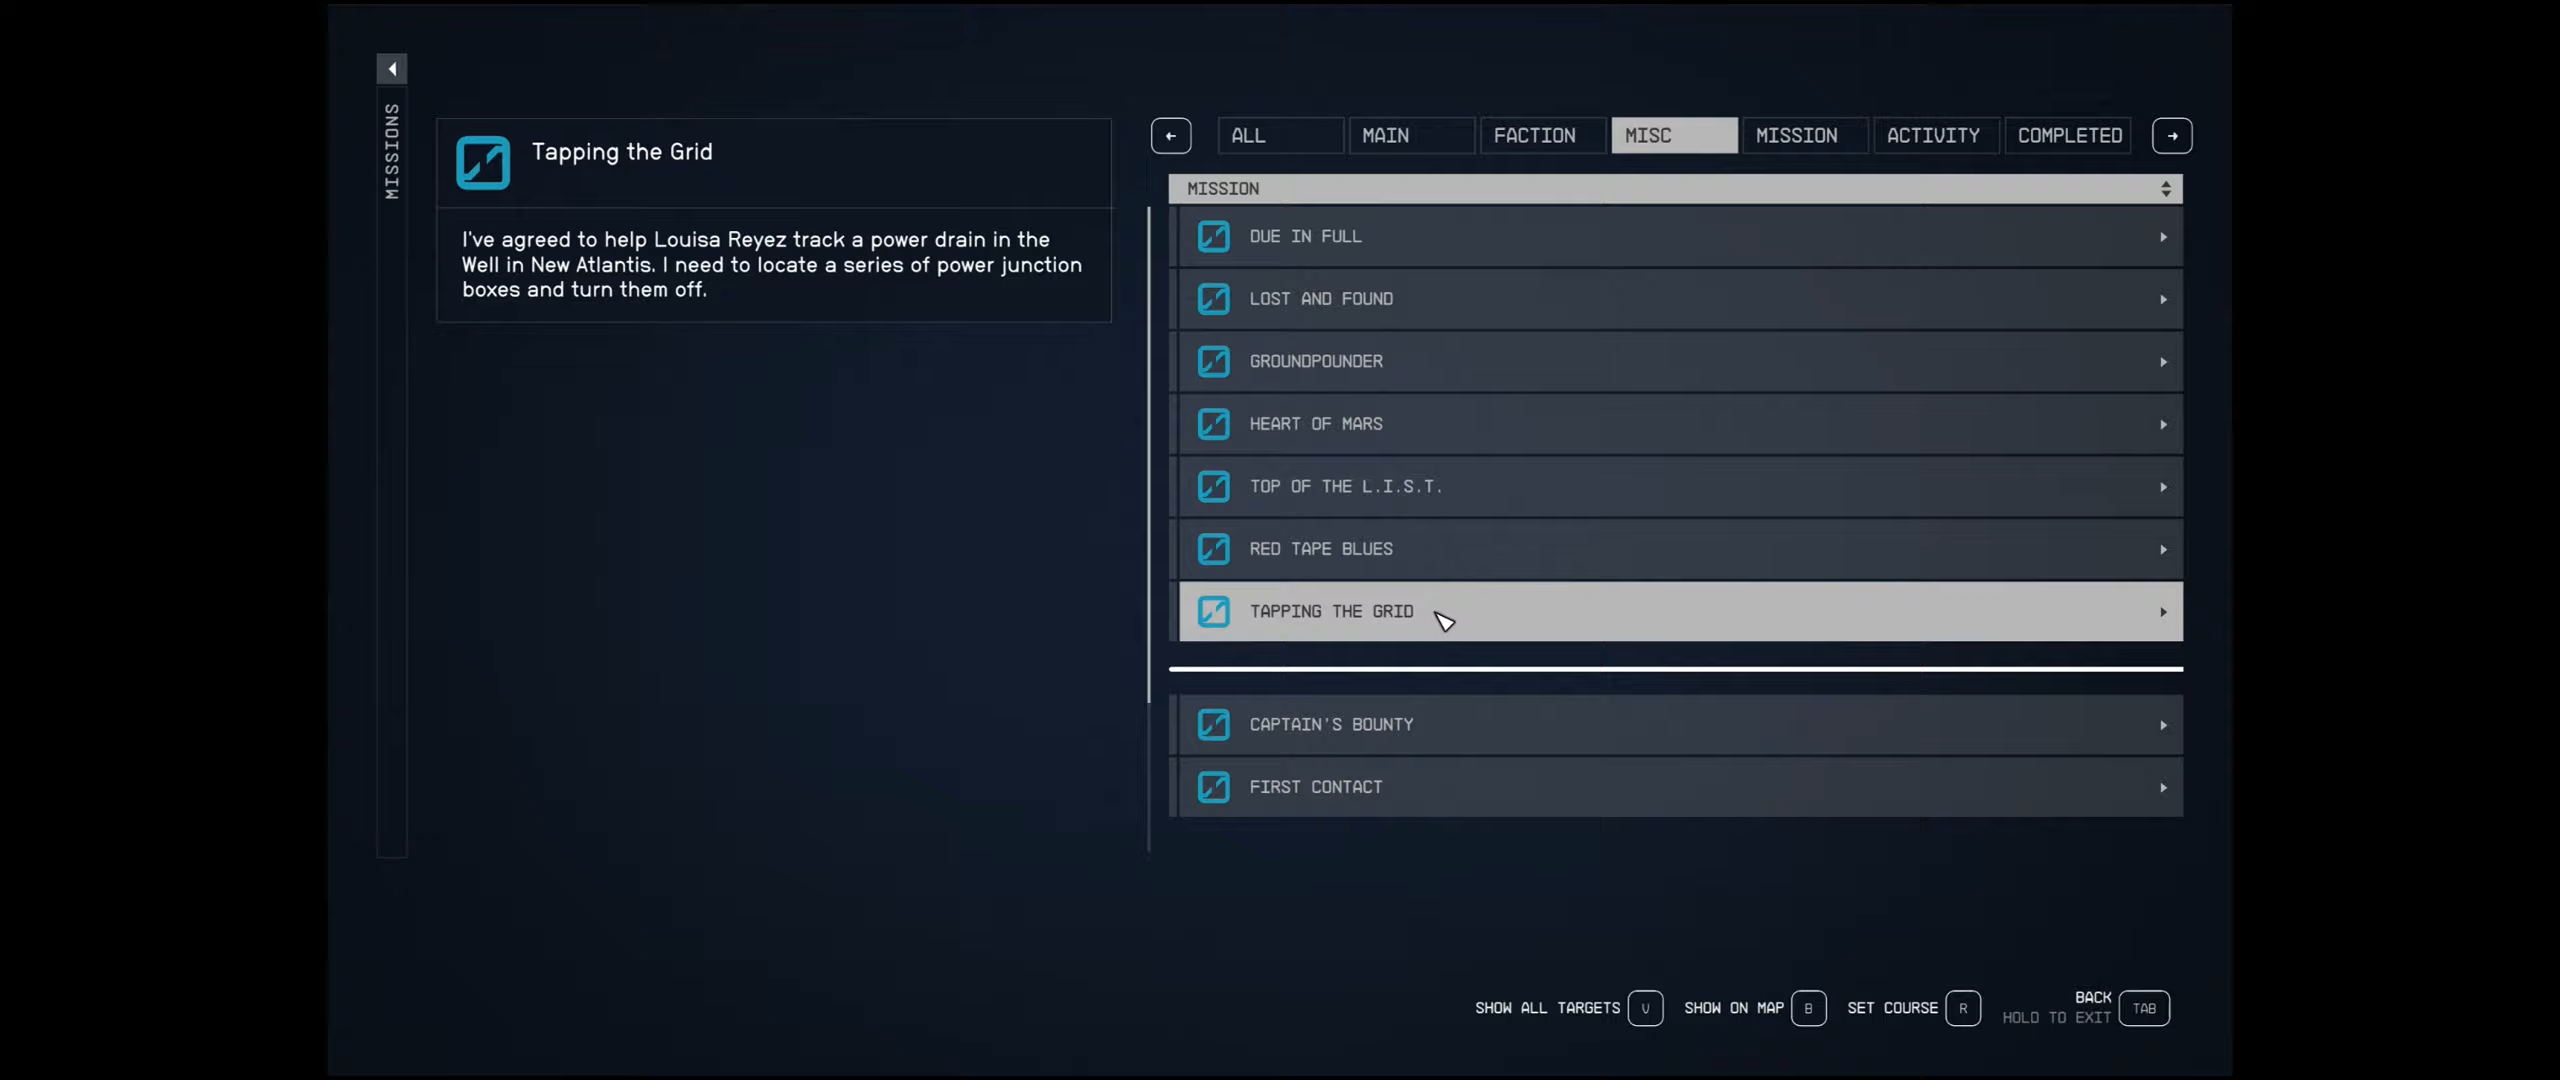 MISSIONS
Tapping the Grid
I've agreed to help Louisa Reyez track a power drain in the
Well in New Atlantis. I need to locate a series of power junction
boxes and turn them off.
ALL MAIN FACTION MISC MISSION ACTIVITY COMPLETED
MISSION
DUE IN FULL
LOST AND FOUND
GROUNDPOUNDER
HEART OF MARS
TOP OF THE L.I.S.T.
RED TAPE BLUES
TAPPING THE GRID
CAPTAIN'S BOUNTY
FIRST CONTACT
SHOW ALL TARGETS V SHOW ON MAP B SET COURSE R BACK TAB
HOLD TO EXIT